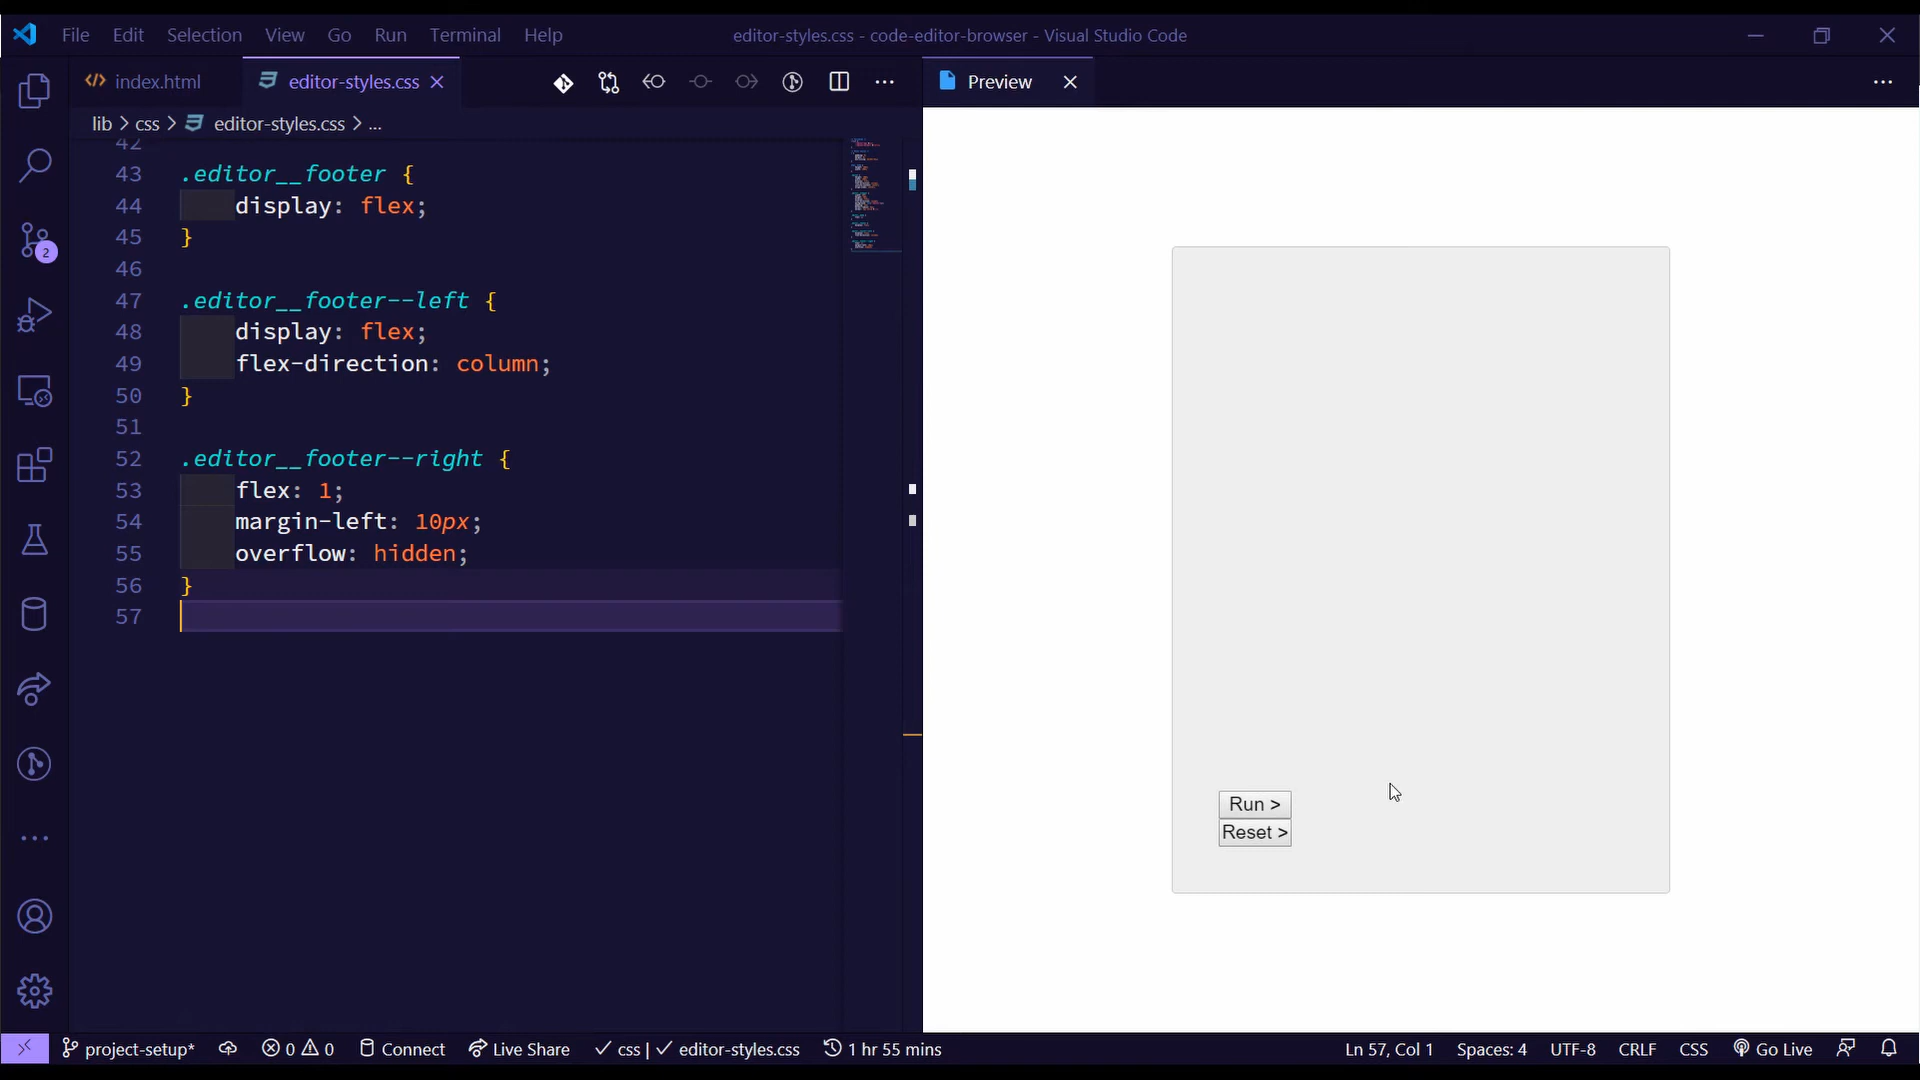 File Edit Selection View Go Run Terminal Help editor-styles.css - code-editor-browser - Visual Studio Code
index.html editor-styles.css Preview
lib > css > editor-styles.css > ...
42
43 .editor__footer {
44 display: flex;
45 }
46
47 .editor__footer--left {
48 display: flex;
49 flex-direction: column;
50 }
51
52 .editor__footer--right {
53 flex: 1;
54 margin-left: 10px;
55 overflow: hidden;
56 }
57
2
Run >
Reset >
project-setup* 0 0 Connect Live Share css | editor-styles.css 1 hr 55 mins Ln 57, Col 1 Spaces: 4 UTF-8 CRLF CSS Go Live